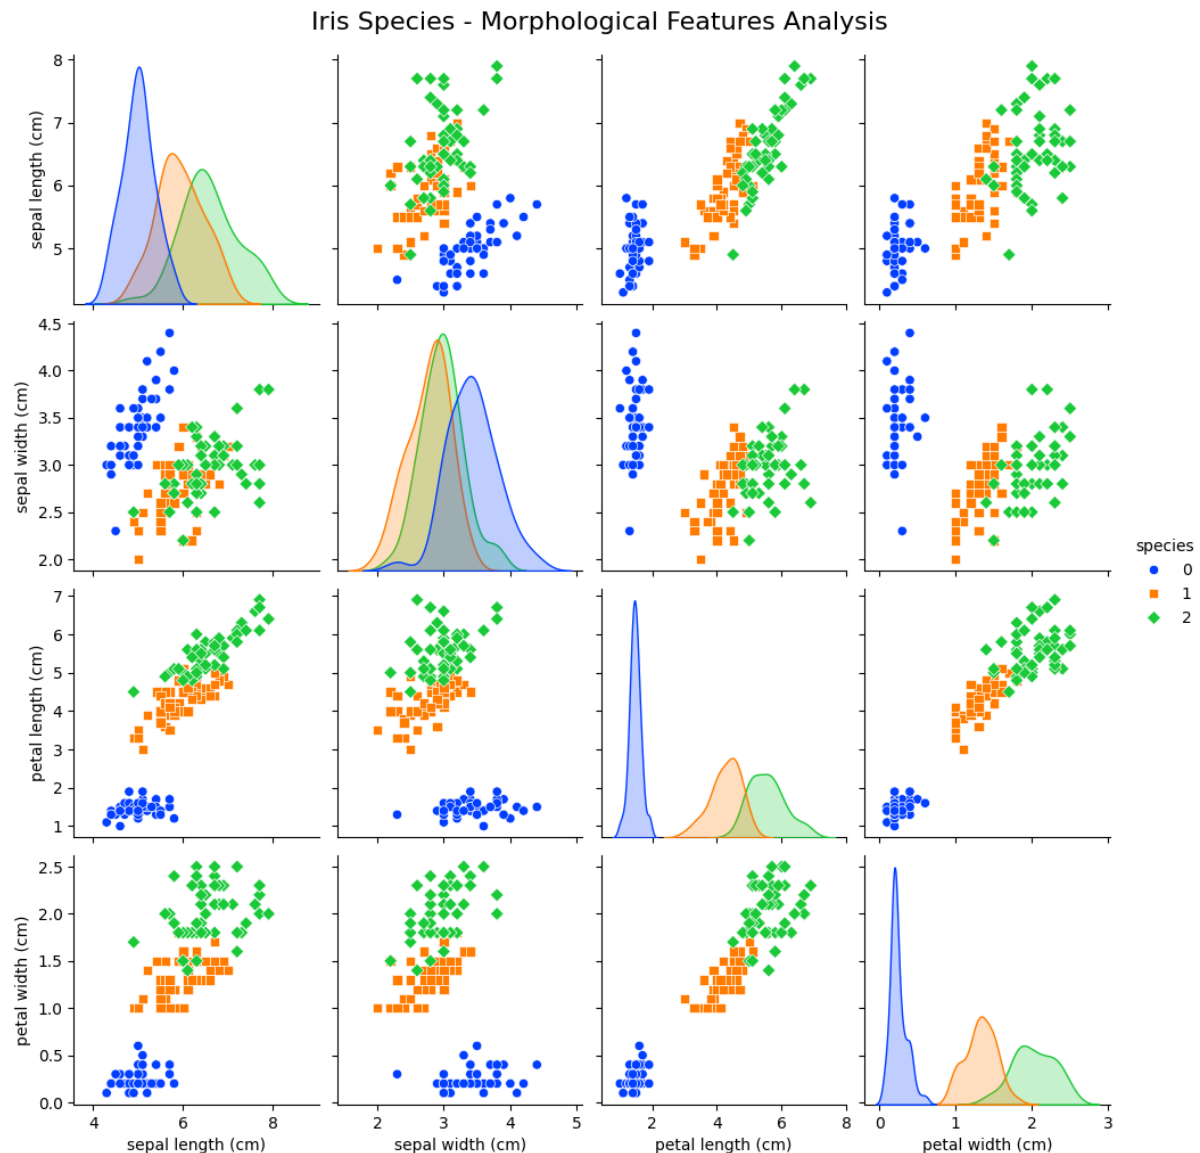 Iris Species - Morphological Features Analysis
8
7
6
5
sepal length (cm)
4.5
4.0
3.5
3.0
2.5
2.0
sepal width (cm)
7
6
5
4
3
2
1
petal length (cm)
2.5
2.0
1.5
1.0
0.5
0.0
petal width (cm)
4 6 8
sepal length (cm)
2 3 4 5
sepal width (cm)
2 4 6 8
petal length (cm)
0 1 2 3
petal width (cm)
species
0
1
2